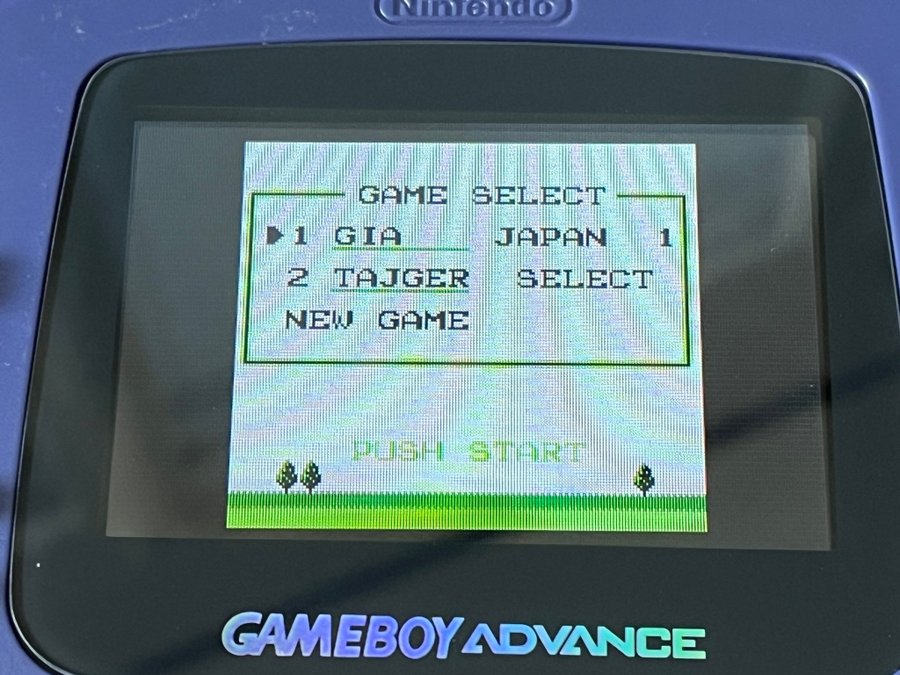 Nintendo
GAME SELECT
1 GIA JAPAN 1
2 TAJGER SELECT
NEW GAME
PUSH START
GAMEBOY ADVANCE